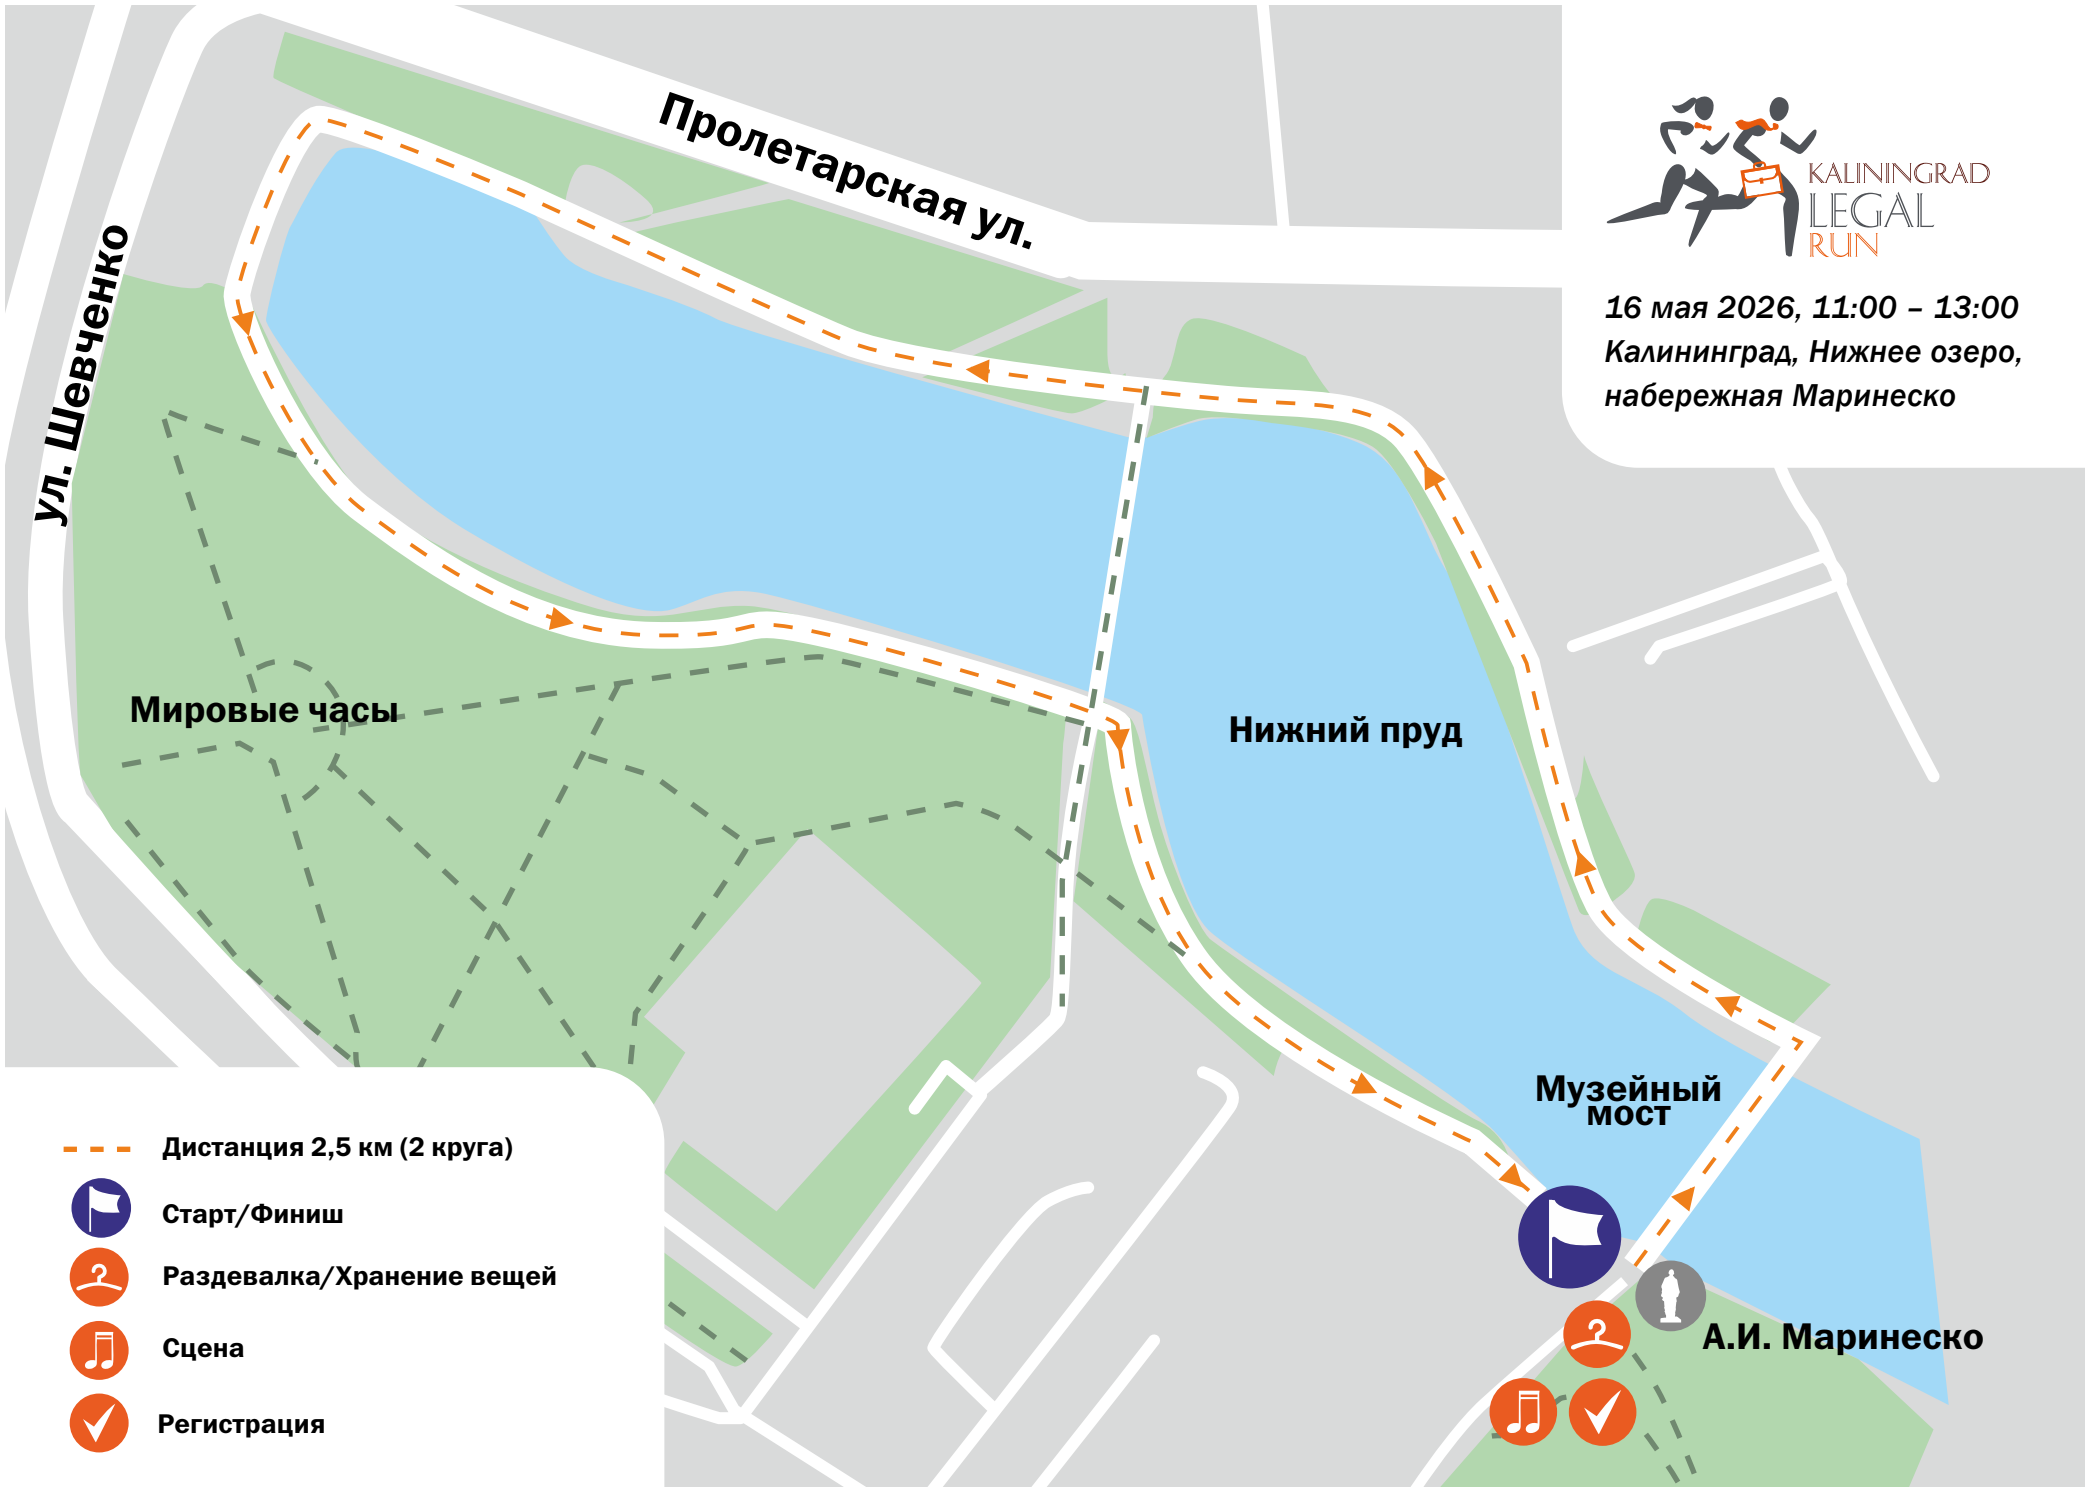 Пролетарская ул.
ул. Шевченко
KALININGRAD
LEGAL
RUN
16 мая 2026, 11:00 – 13:00
Калининград, Нижнее озеро,
набережная Маринеско
Мировые часы
Нижний пруд
Музейный
мост
А.И. Маринеско
Дистанция 2,5 км (2 круга)
Старт/Финиш
Раздевалка/Хранение вещей
Сцена
Регистрация